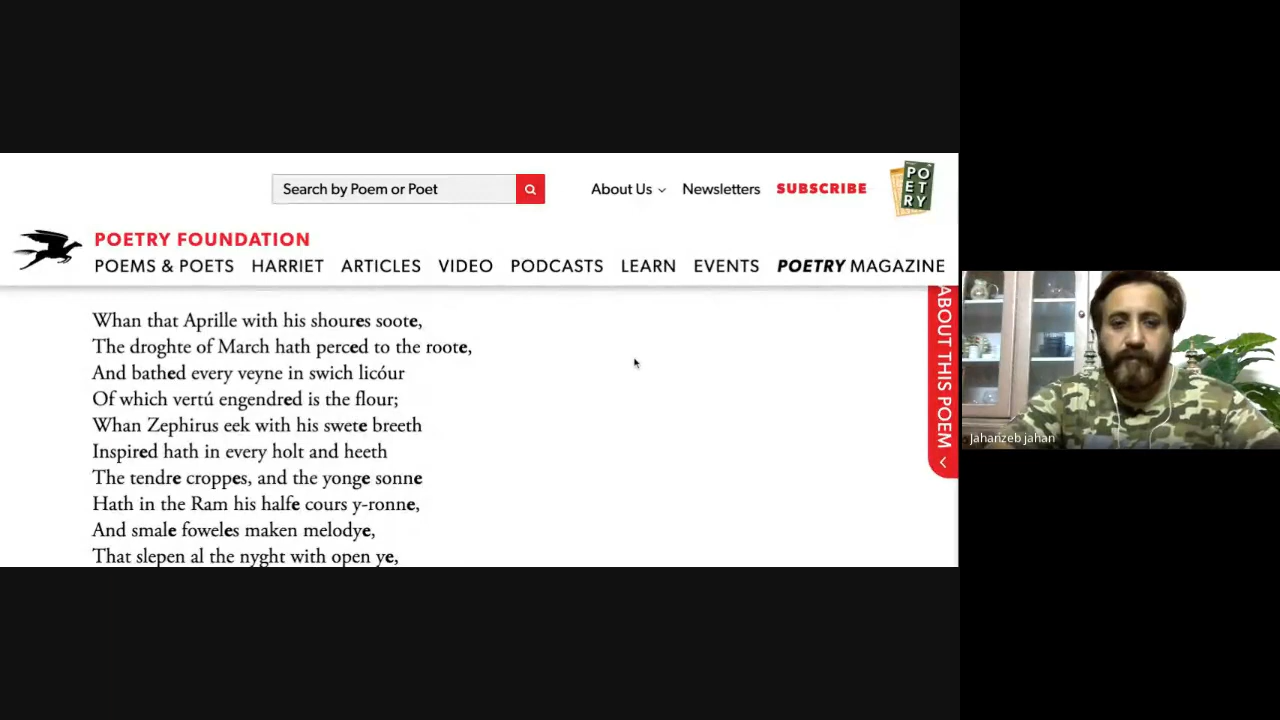 Search by Poem or Poet
About Us
Newsletters
SUBSCRIBE
PO
ET
RY
POETRY FOUNDATION
POEMS & POETS
HARRIET
ARTICLES
VIDEO
PODCASTS
LEARN
EVENTS
POETRY MAGAZINE
ABOUT THIS POEM
Whan that Aprille with his shoures soote,
The droghte of March hath perced to the roote,
And bathed every veyne in swich licóur
Of which vertú engendred is the flour;
Whan Zephirus eek with his swete breeth
Inspired hath in every holt and heeth
The tendre croppes, and the yonge sonne
Hath in the Ram his halfe cours y-ronne,
And smale foweles maken melodye,
That slepen al the nyght with open ye,
Jahanzeb jahan